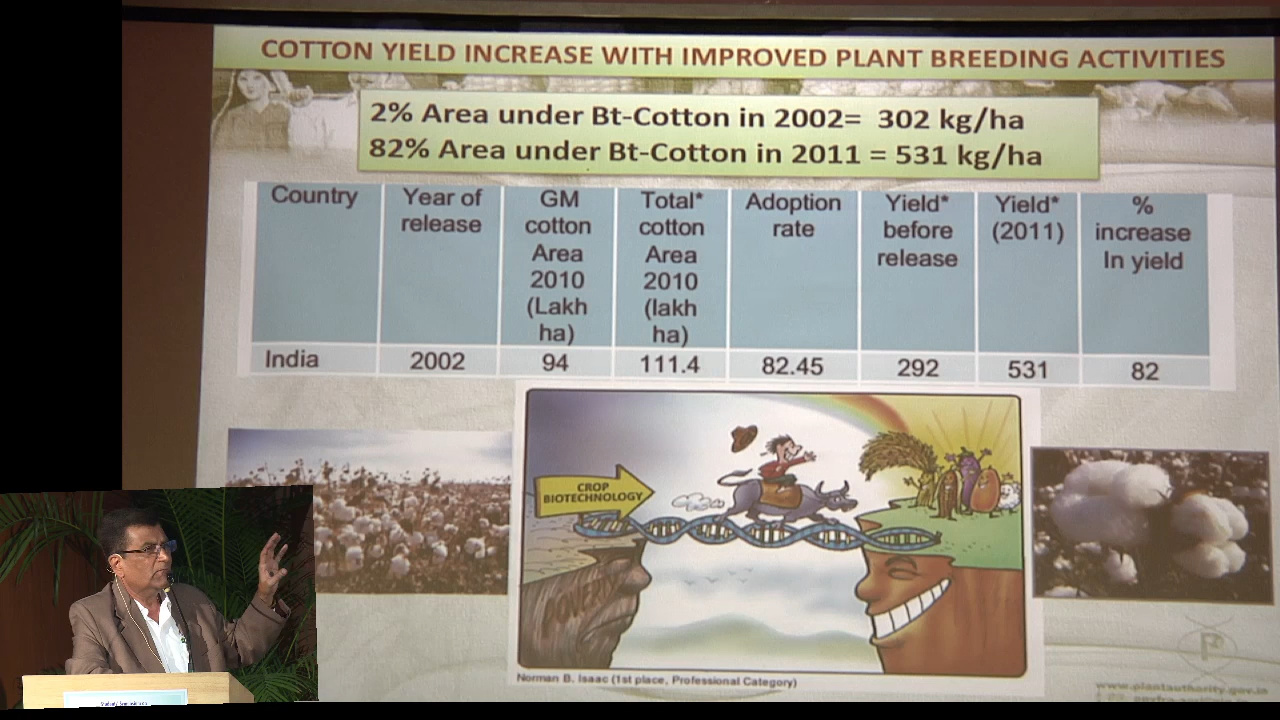 COTTON YIELD INCREASE WITH IMPROVED PLANT BREEDING ACTIVITIES
2% Area under Bt-Cotton in 2002= 302 kg/ha
82% Area under Bt-Cotton in 2011 = 531 kg/ha
Country
Year of
release
GM
cotton
Area
2010
(Lakh
ha)
Total*
cotton
Area
2010
(lakh
ha)
Adoption
rate
Yield*
before
release
Yield*
(2011)
%
increase
In yield
India 2002 94 111.4 82.45 292 531 82
CROP
BIOTECHNOLOGY
POVERTY
Norman B. Isaac (1st place, Professional Category)
www.plantauthority.gov.in